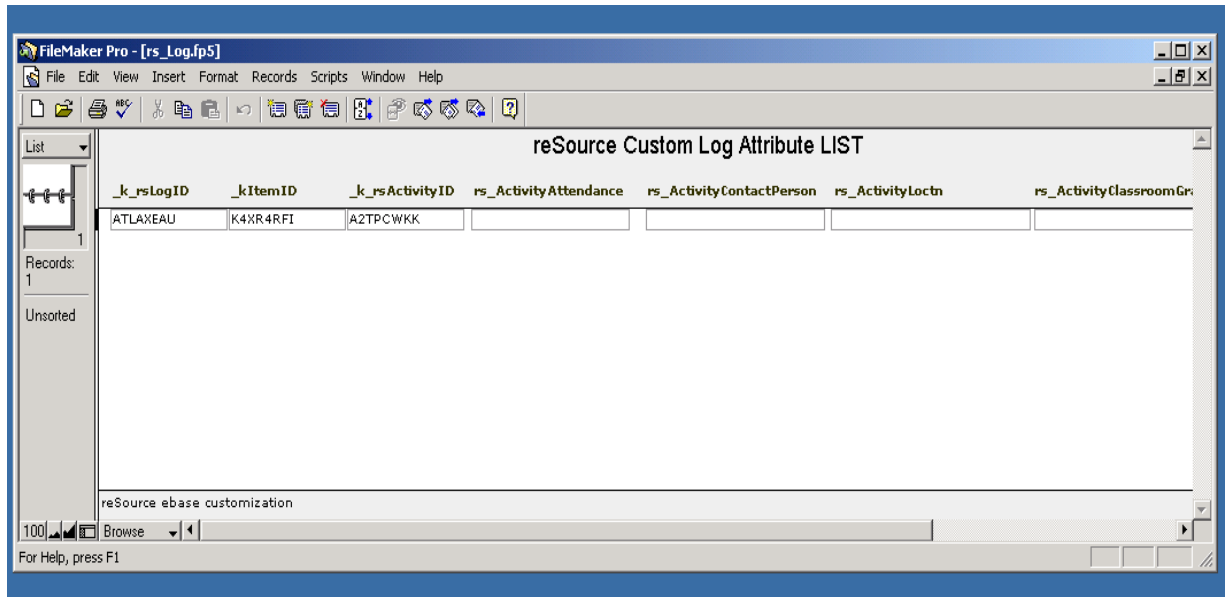 FileMaker Pro - [rs_Log.fp5]
File Edit View Insert Format Records Scripts Window Help
ABC
List
reSource Custom Log Attribute LIST
_k_rsLogID _kItemID _k_rsActivityID rs_ActivityAttendance rs_ActivityContactPerson rs_ActivityLoctn rs_ActivityClassroomGra
ATLAXEAU K4XR4RFI A2TPCWKK
1
Records:
1
Unsorted
reSource ebase customization
100 Browse
For Help, press F1